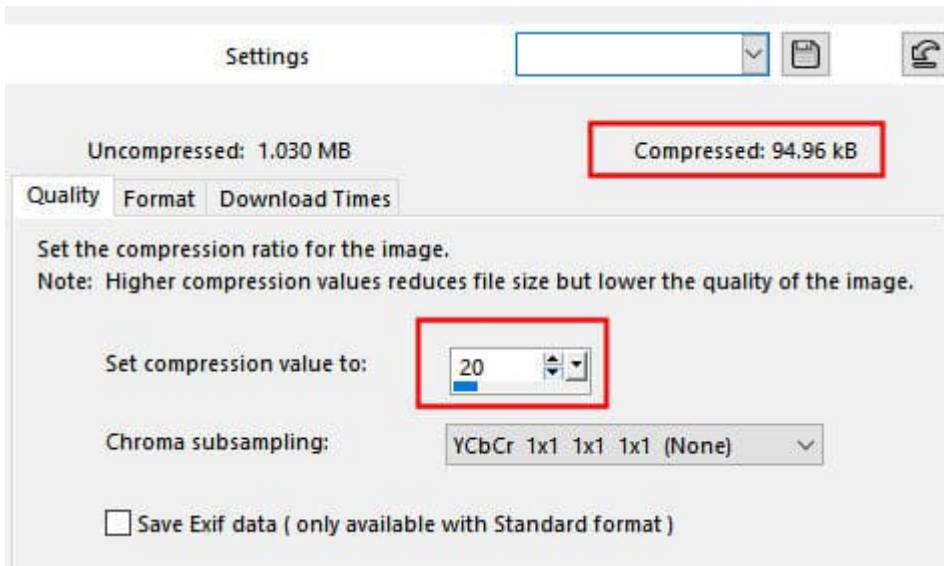 Settings
Uncompressed: 1.030 MB
Compressed: 94.96 kB
Quality Format Download Times
Set the compression ratio for the image.
Note: Higher compression values reduces file size but lower the quality of the image.
Set compression value to: 20
Chroma subsampling: YCbCr 1x1 1x1 1x1 (None)
Save Exif data ( only available with Standard format )